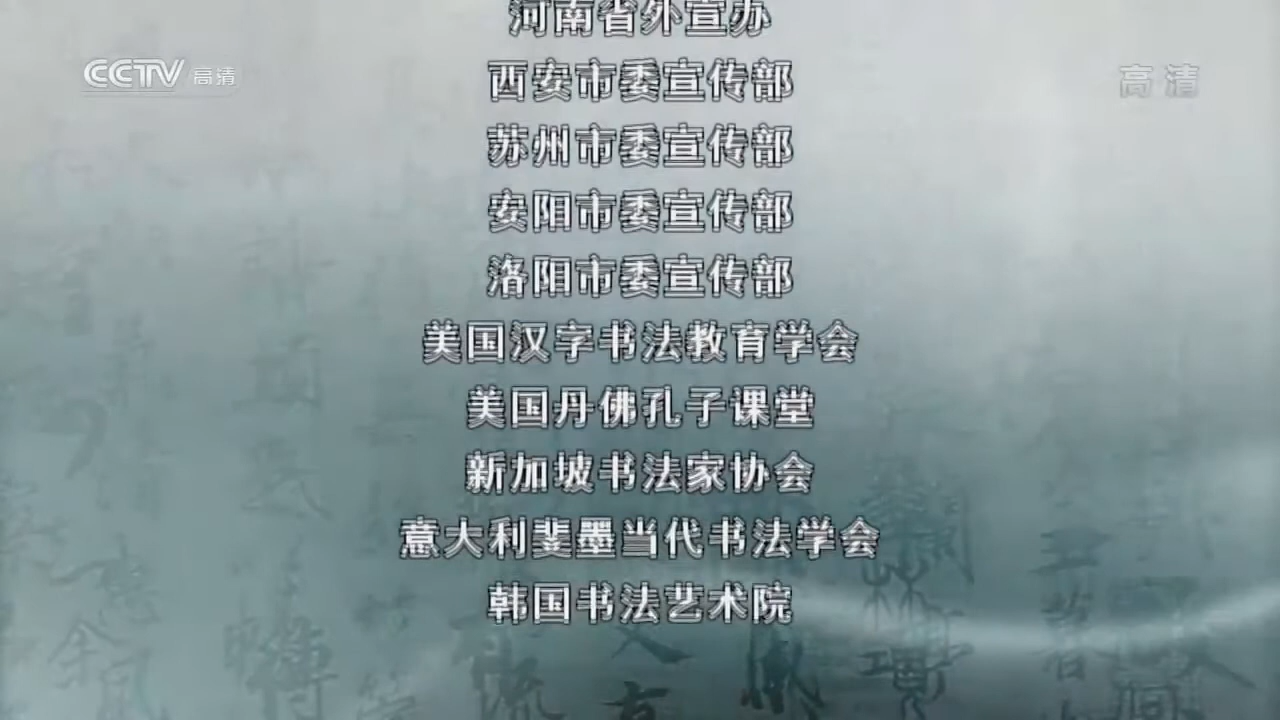 河南省外宣办
CCTV 高清
高清
西安市委宣传部
苏州市委宣传部
安阳市委宣传部
洛阳市委宣传部
美国汉字书法教育学会
美国丹佛孔子课堂
新加坡书法家协会
意大利斐墨当代书法学会
韩国书法艺术院